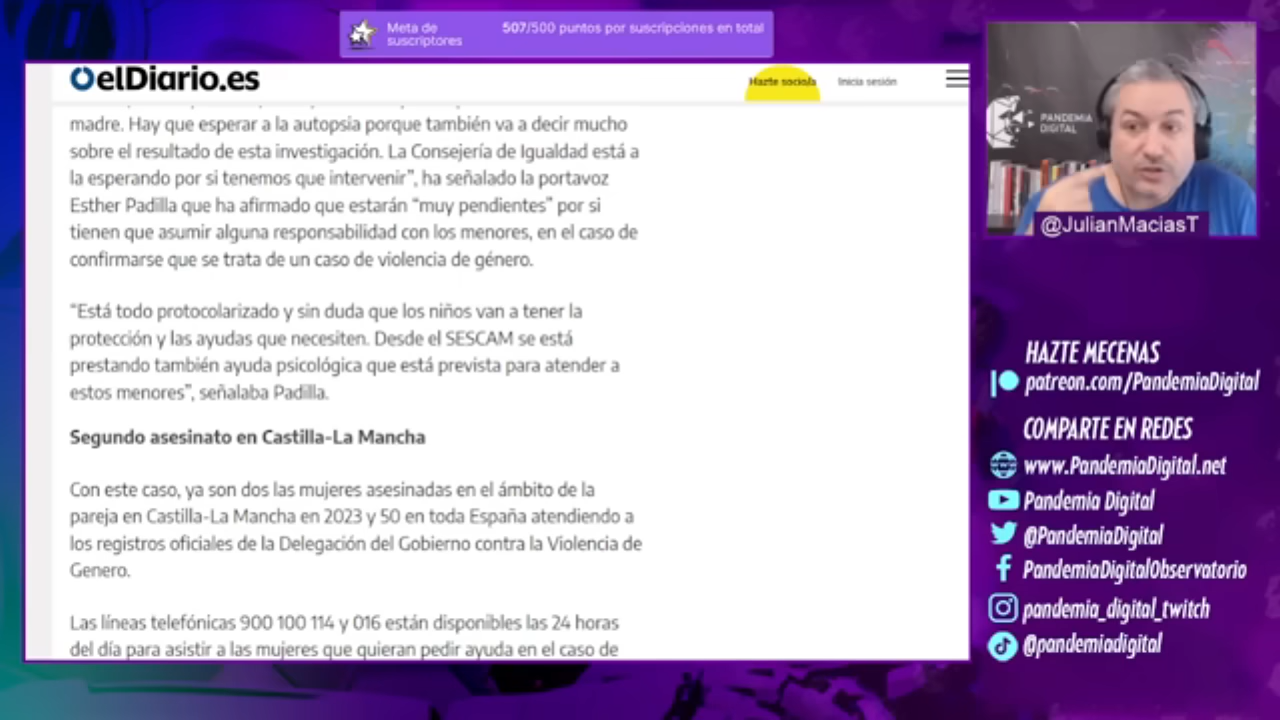 Meta de
suscriptores
507/500 puntos por suscripciones en total
elDiario.es
Hazte socio/a
Inicia sesión
madre. Hay que esperar a la autopsia porque también va a decir mucho
sobre el resultado de esta investigación. La Consejería de Igualdad está a
la esperando por si tenemos que intervenir”, ha señalado la portavoz
Esther Padilla que ha afirmado que estarán “muy pendientes” por si
tienen que asumir alguna responsabilidad con los menores, en el caso de
confirmarse que se trata de un caso de violencia de género.
“Está todo protocolarizado y sin duda que los niños van a tener la
protección y las ayudas que necesiten. Desde el SESCAM se está
prestando también ayuda psicológica que está prevista para atender a
estos menores”, señalaba Padilla.
Segundo asesinato en Castilla-La Mancha
Con este caso, ya son dos las mujeres asesinadas en el ámbito de la
pareja en Castilla-La Mancha en 2023 y 50 en toda España atendiendo a
los registros oficiales de la Delegación del Gobierno contra la Violencia de
Genero.
Las líneas telefónicas 900 100 114 y 016 están disponibles las 24 horas
del día para asistir a las mujeres que quieran pedir ayuda en el caso de
PANDEMIA
DIGITAL
@JulianMaciasT
HAZTE MECENAS
patreon.com/PandemiaDigital
COMPARTE EN REDES
www.PandemiaDigital.net
Pandemia Digital
@PandemiaDigital
PandemiaDigitalObservatorio
pandemia_digital_twitch
@pandemiadigital